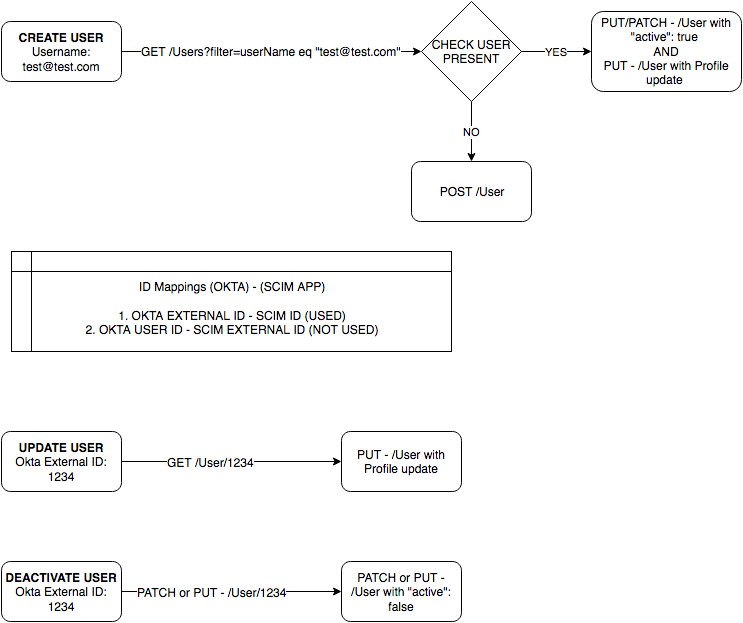 CREATE USER
Username:
test@test.com
GET /Users?filter=userName eq "test@test.com"
CHECK USER
PRESENT
YES
PUT/PATCH - /User with
"active": true
AND
PUT - /User with Profile
update
NO
POST /User
ID Mappings (OKTA) - (SCIM APP)
1. OKTA EXTERNAL ID - SCIM ID (USED)
2. OKTA USER ID - SCIM EXTERNAL ID (NOT USED)
UPDATE USER
Okta External ID:
1234
GET /User/1234
PUT - /User with
Profile update
DEACTIVATE USER
Okta External ID:
1234
PATCH or PUT - /User/1234
PATCH or PUT -
/User with "active":
false